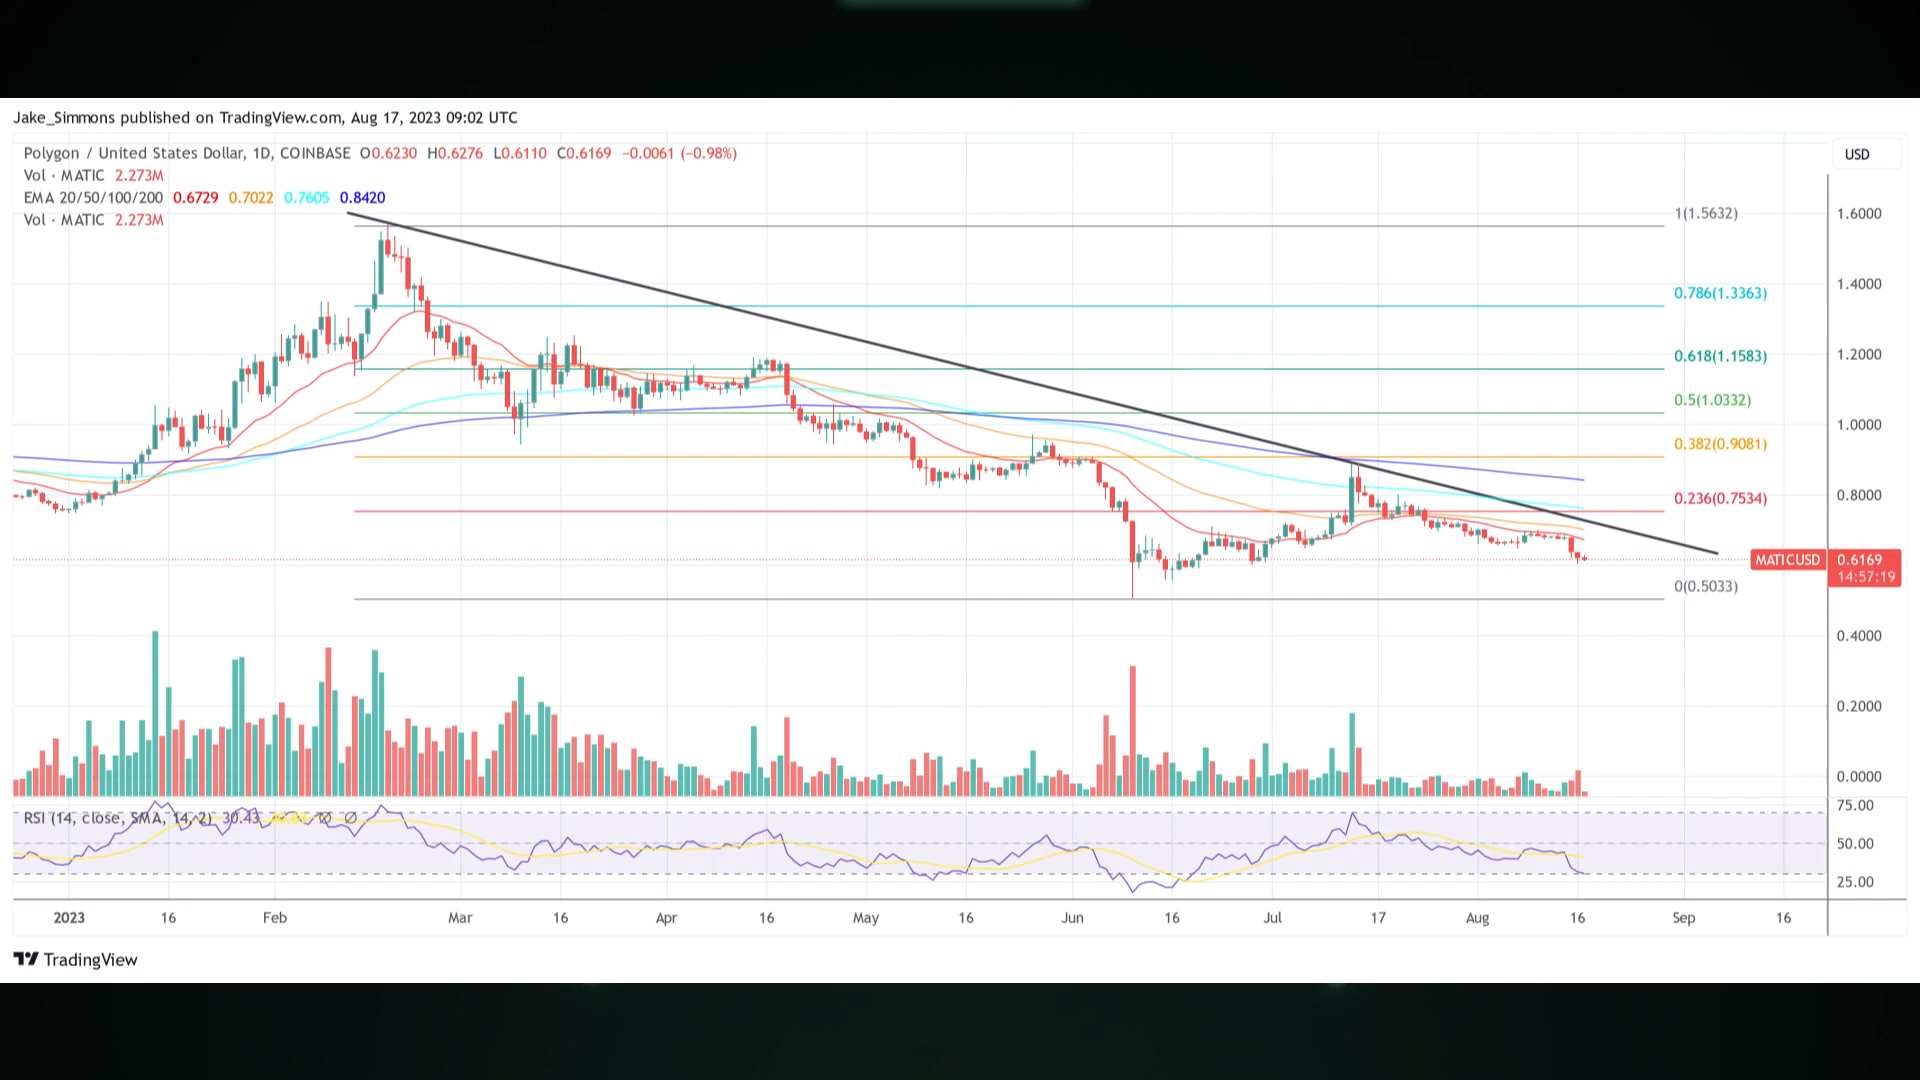 Jake_Simmons published on TradingView.com, Aug 17, 2023 09:02 UTC
Polygon / United States Dollar, 1D, COINBASE O0.6230 H0.6276 L0.6110 C0.6169 −0.0061 (−0.98%)
USD
Vol · MATIC 2.273M
EMA 20/50/100/200 0.6729 0.7022 0.7605 0.8420
Vol · MATIC 2.273M
1(1.5632)
1.6000
1.4000
0.786(1.3363)
0.618(1.1583)
1.2000
0.5(1.0332)
1.0000
0.382(0.9081)
0.236(0.7534)
0.8000
MATICUSD 0.6169
14:57:19
0(0.5033)
0.4000
0.2000
0.0000
75.00
RSI (14, close, SMA, 14, 2) 30.43 Ø Ø
50.00
25.00
2023 16 Feb Mar 16 Apr 16 May 16 Jun 16 Jul 17 Aug 16 Sep 16
TradingView